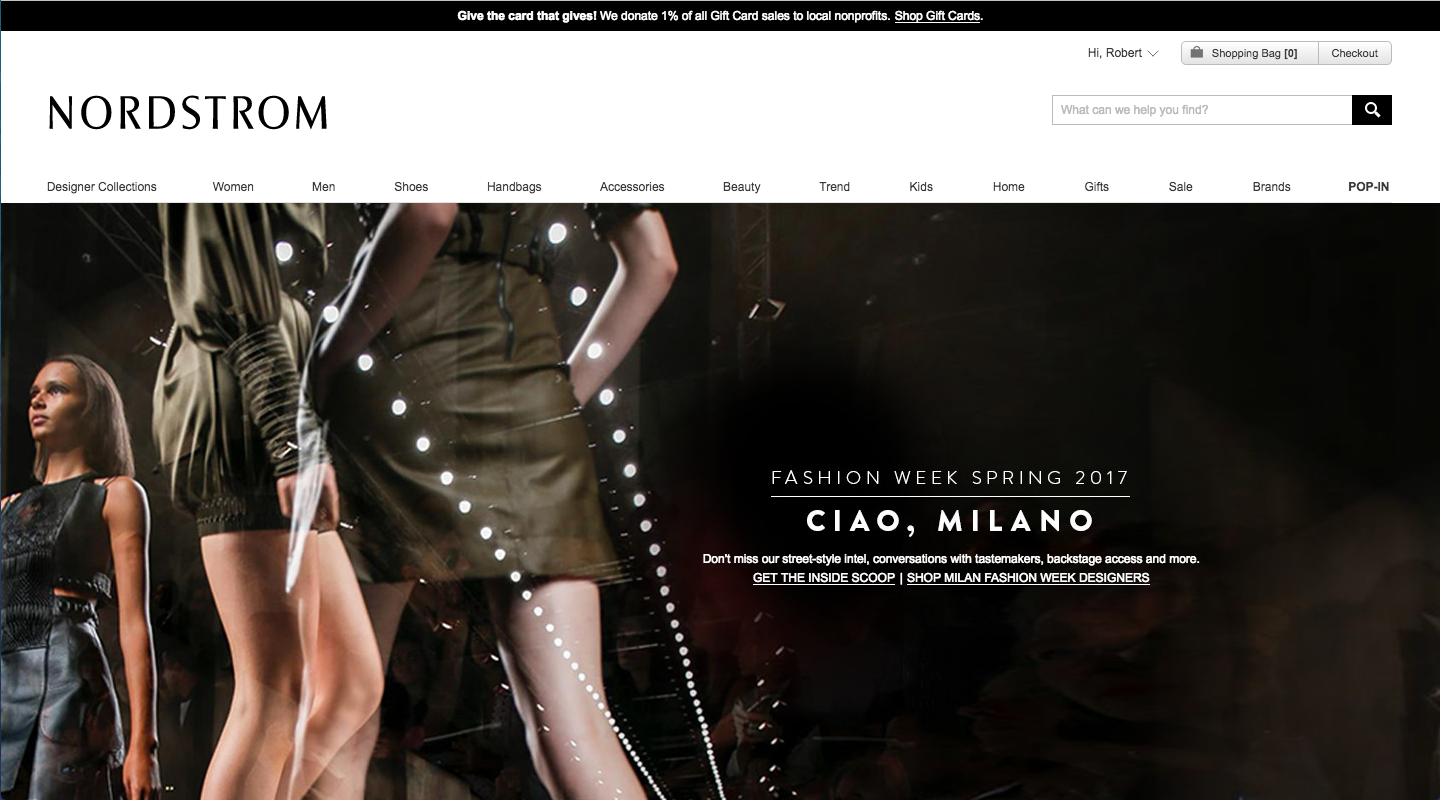 Give the card that gives! We donate 1% of all Gift Card sales to local nonprofits. Shop Gift Cards.
Hi, Robert
Shopping Bag [0]
Checkout
NORDSTROM
What can we help you find?
Designer Collections Women Men Shoes Handbags Accessories Beauty Trend Kids Home Gifts Sale Brands POP-IN
FASHION WEEK SPRING 2017
CIAO, MILANO
Don't miss our street-style intel, conversations with tastemakers, backstage access and more.
GET THE INSIDE SCOOP | SHOP MILAN FASHION WEEK DESIGNERS